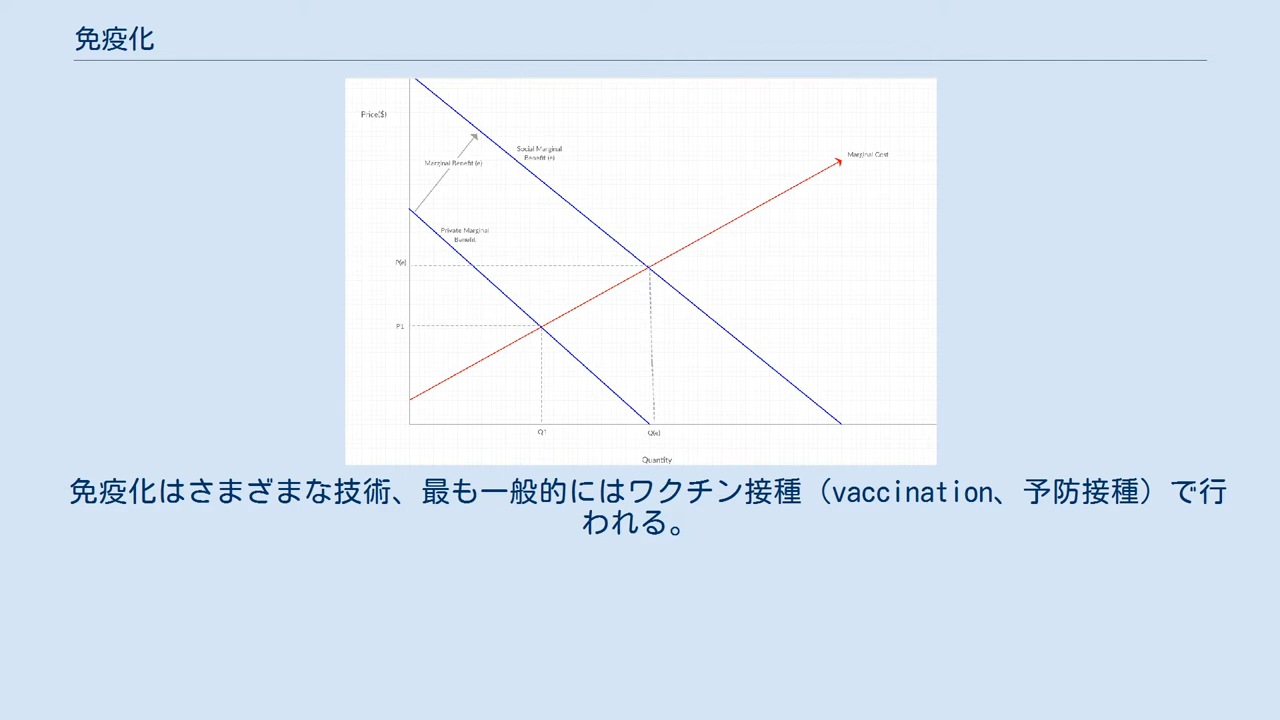 免疫化
Price($)
Social Marginal
Benefit (e)
Marginal Cost
Marginal Benefit (e)
Private Marginal
Benefit
P(e)
P1
Q1
Q(e)
Quantity
免疫化はさまざまな技術、最も一般的にはワクチン接種（vaccination、予防接種）で行
われる。